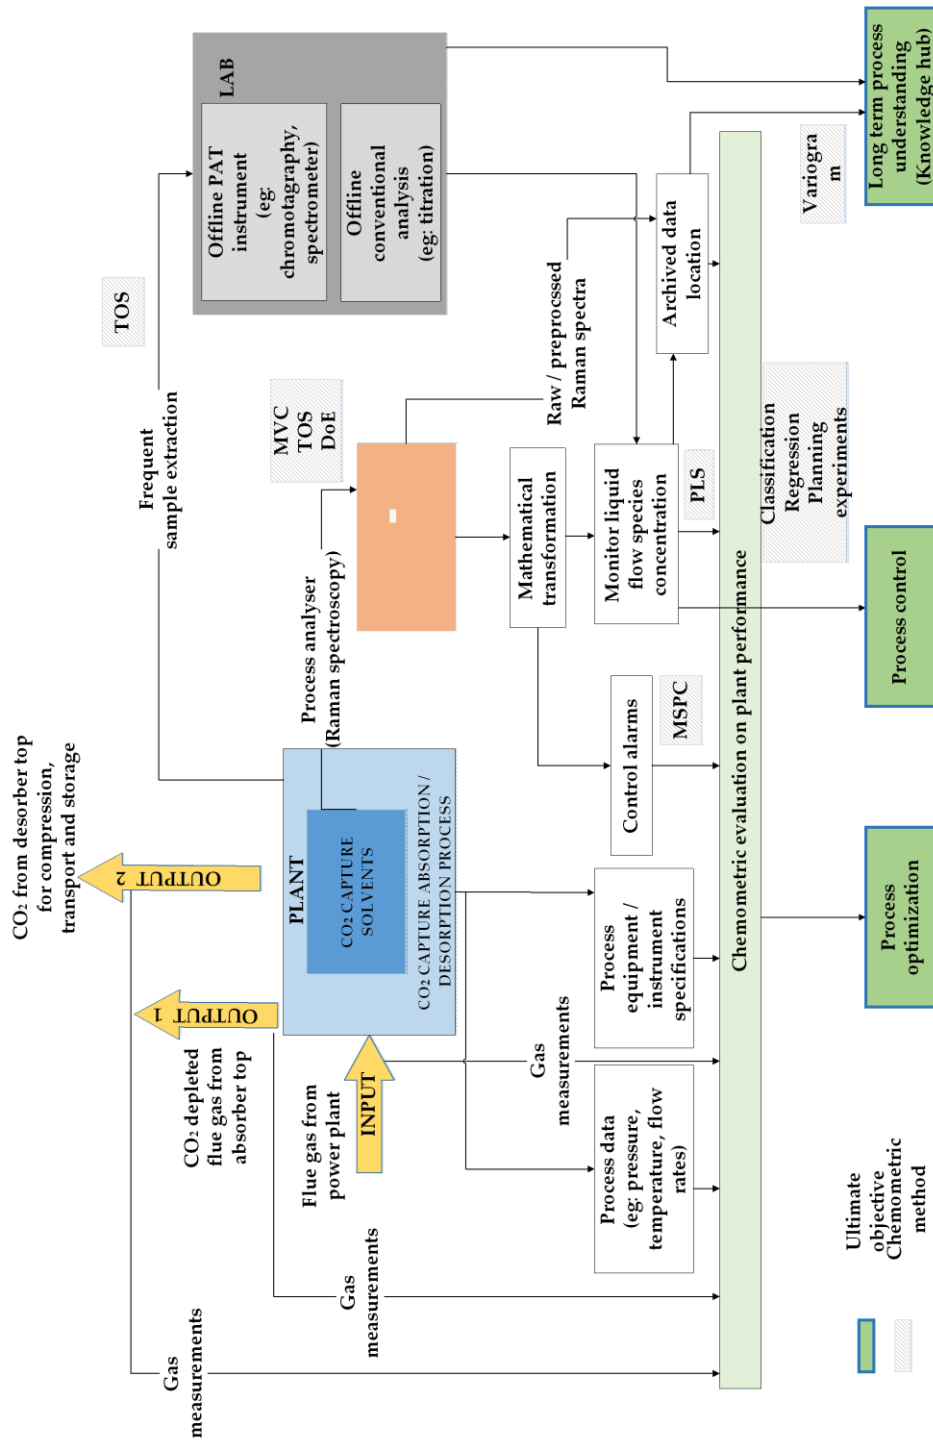 CO2 from desorber top
for compression,
transport and storage
OUTPUT 2
CO2 depleted
flue gas from
absorber top
OUTPUT 1
Gas
measurements
Gas
measurements
Flue gas from
power plant
INPUT
PLANT
CO2 CAPTURE
SOLVENTS
CO2 CAPTURE ABSORPTION /
DESORPTION PROCESS
Frequent
sample extraction
TOS
Process analyser
(Raman spectroscopy)
MVC
TOS
DoE
LAB
Offline PAT
instrument
(eg:
chromotagraphy,
spectrometer)
Offline
conventional
analysis
(eg: titration)
Raw / preprocssed
Raman spectra
Mathematical
transformation
Monitor liquid
flow species
concentration
PLS
Archived data
location
Control alarms
MSPC
Process
equipment /
instrument
specifications
Gas
measurements
Process data
(eg: pressure,
temperature, flow
rates)
Chemometric evaluation on plant performance
Classification
Regression
Planning
experiments
Variogra
m
Process
optimization
Process control
Long term process
understanding
(Knowledge hub)
Ultimate
objective
Chemometric
method